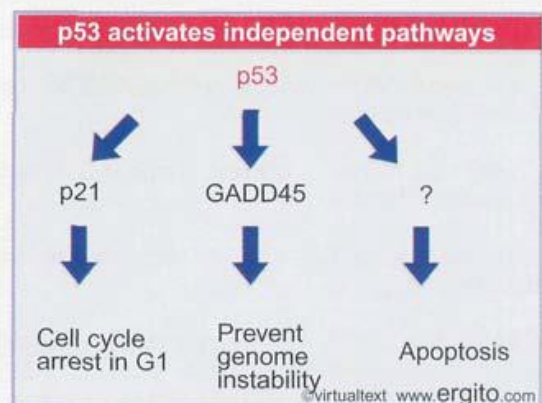 p53 activates independent pathways
p53
p21
GADD45
?
Cell cycle
arrest in G1
Prevent
genome
instability
Apoptosis
©virtualtext www.ergito.com